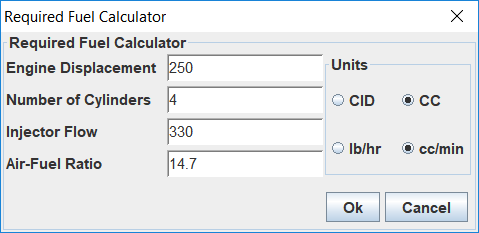 Required Fuel Calculator
Required Fuel Calculator
Engine Displacement 250
Number of Cylinders 4
Injector Flow 330
Air-Fuel Ratio 14.7
Units
CID CC
lb/hr cc/min
Ok Cancel